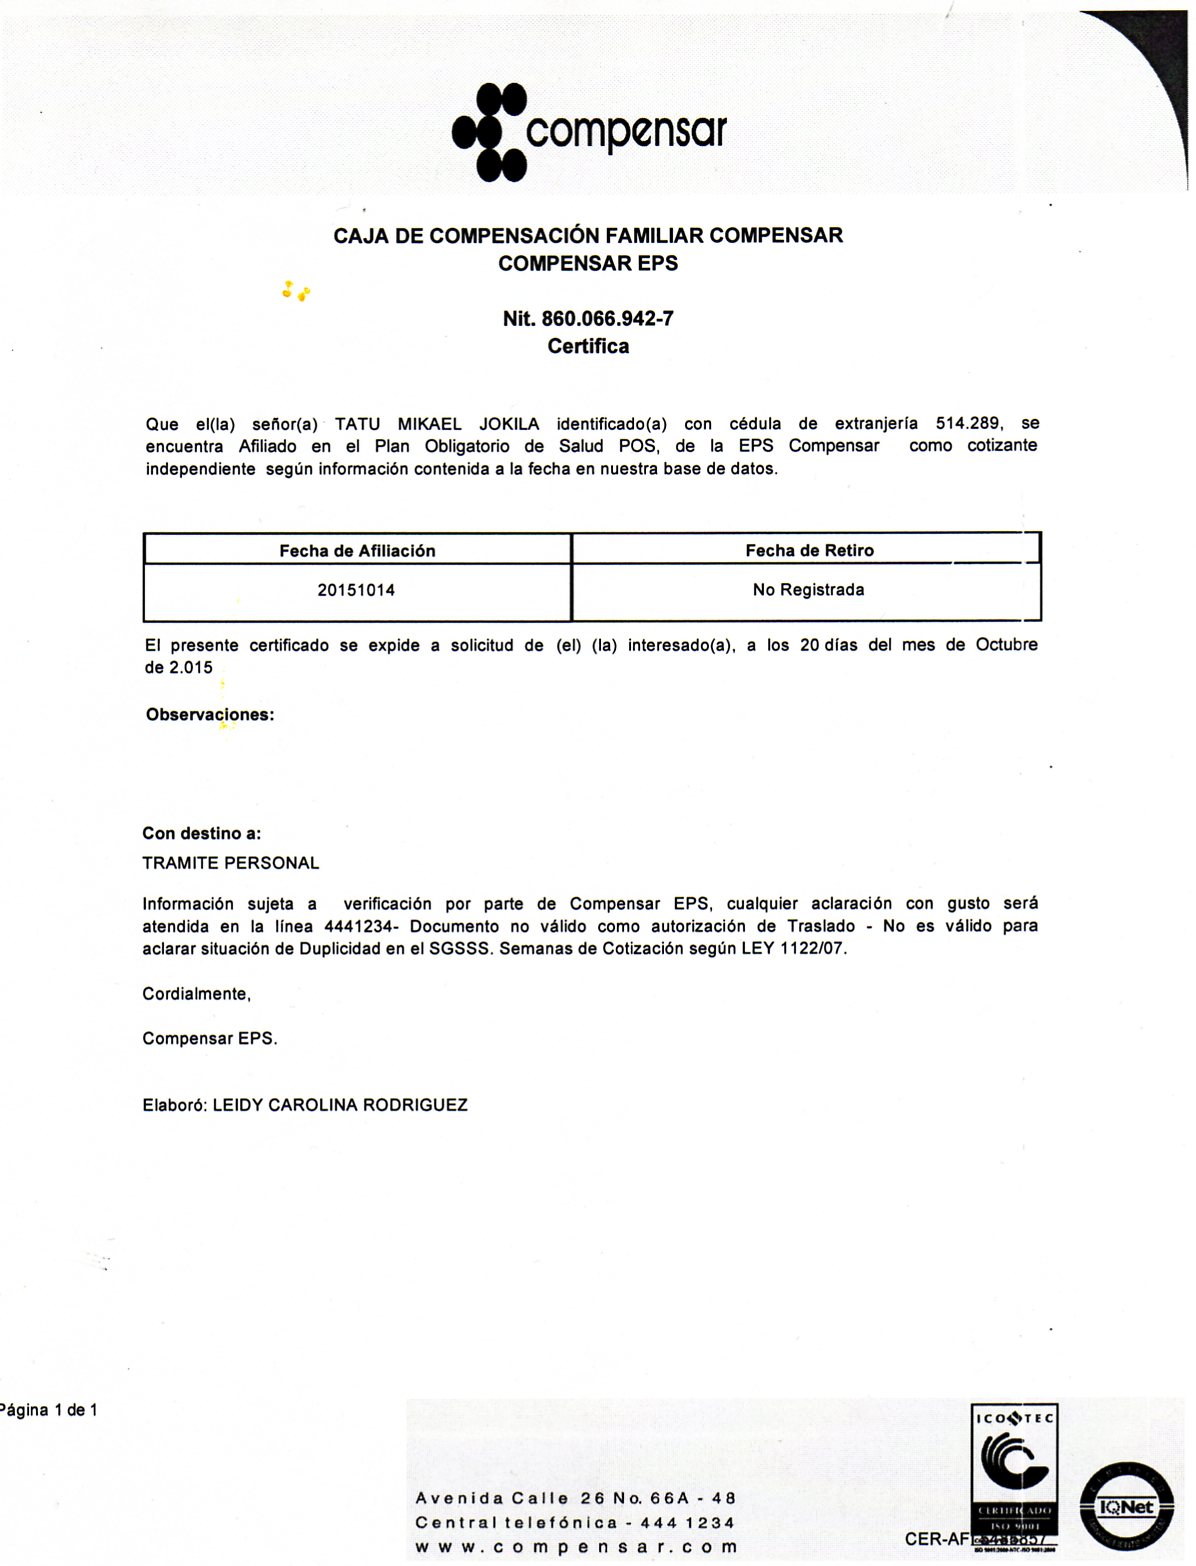 compensar
CAJA DE COMPENSACIÓN FAMILIAR COMPENSAR
COMPENSAR EPS
Nit. 860.066.942-7
Certifica
Que el(la) señor(a) TATU MIKAEL JOKILA identificado(a) con cédula de extranjería 514.289, se
encuentra Afiliado en el Plan Obligatorio de Salud POS, de la EPS Compensar como cotizante
independiente según información contenida a la fecha en nuestra base de datos.
Fecha de Afiliación Fecha de Retiro
20151014 No Registrada
El presente certificado se expide a solicitud de (el) (la) interesado(a), a los 20 días del mes de Octubre
de 2.015
Observaciones:
Con destino a:
TRAMITE PERSONAL
Información sujeta a verificación por parte de Compensar EPS, cualquier aclaración con gusto será
atendida en la línea 4441234- Documento no válido como autorización de Traslado - No es válido para
aclarar situación de Duplicidad en el SGSSS. Semanas de Cotización según LEY 1122/07.
Cordialmente,
Compensar EPS.
Elaboró: LEIDY CAROLINA RODRIGUEZ
Página 1 de 1
Avenida Calle 26 No. 66A - 48
Central telefónica - 444 1234
www.compensar.com
ICONTEC
CERTIFICADO
ISO 9001
IQNet
CER-AF